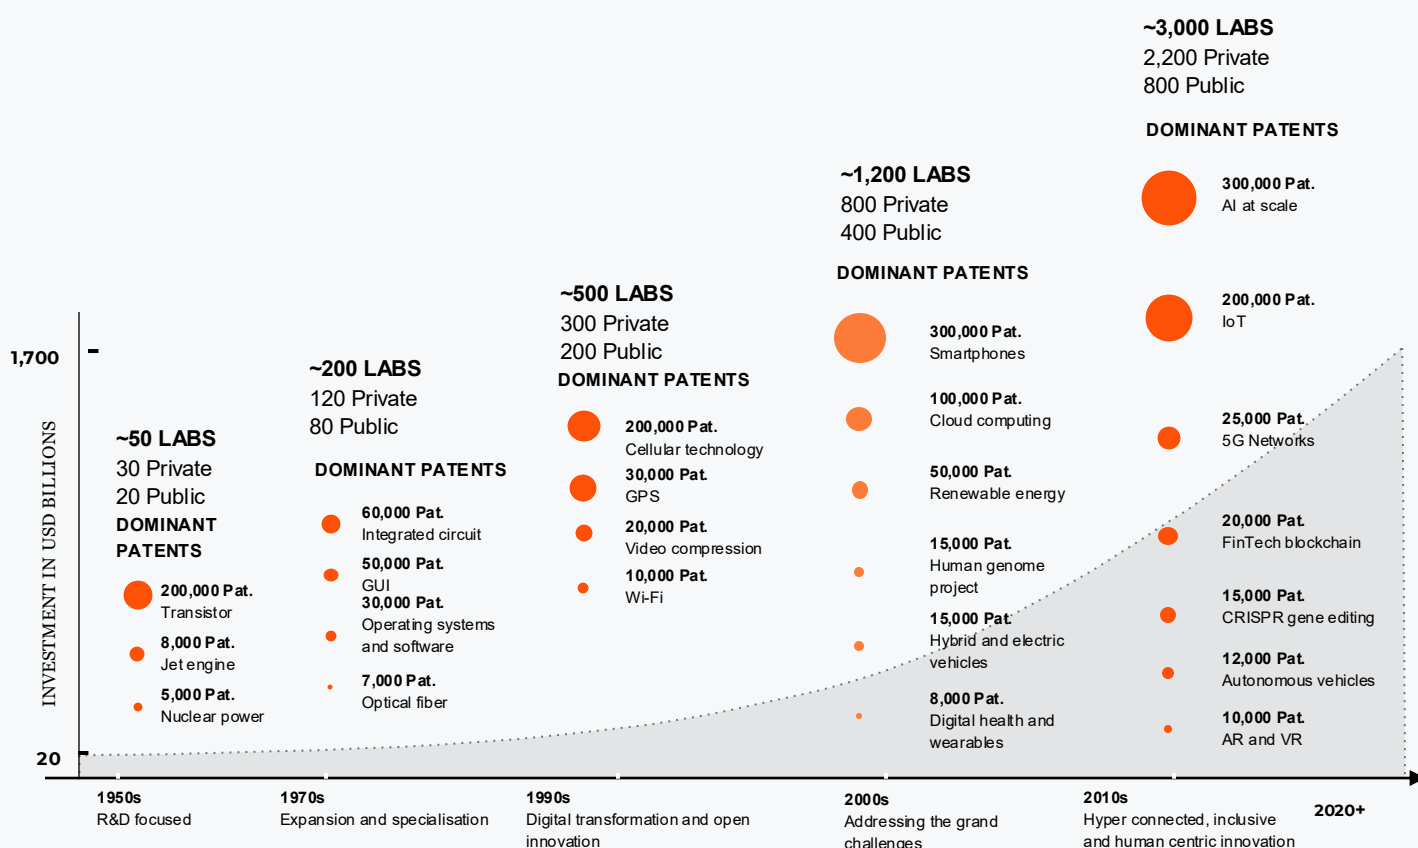 ~3,000 LABS
2,200 Private
800 Public
DOMINANT PATENTS
300,000 Pat.
AI at scale
200,000 Pat.
IoT
25,000 Pat.
5G Networks
20,000 Pat.
FinTech blockchain
15,000 Pat.
CRISPR gene editing
12,000 Pat.
Autonomous vehicles
10,000 Pat.
AR and VR
~1,200 LABS
800 Private
400 Public
DOMINANT PATENTS
300,000 Pat.
Smartphones
100,000 Pat.
Cloud computing
50,000 Pat.
Renewable energy
15,000 Pat.
Human genome
project
15,000 Pat.
Hybrid and electric
vehicles
8,000 Pat.
Digital health and
wearables
~500 LABS
300 Private
200 Public
DOMINANT PATENTS
200,000 Pat.
Cellular technology
30,000 Pat.
GPS
20,000 Pat.
Video compression
10,000 Pat.
Wi-Fi
~200 LABS
120 Private
80 Public
DOMINANT PATENTS
60,000 Pat.
Integrated circuit
50,000 Pat.
GUI
30,000 Pat.
Operating systems
and software
7,000 Pat.
Optical fiber
~50 LABS
30 Private
20 Public
DOMINANT
PATENTS
200,000 Pat.
Transistor
8,000 Pat.
Jet engine
5,000 Pat.
Nuclear power
1,700
INVESTMENT IN USD BILLIONS
20
1950s
R&D focused
1970s
Expansion and specialisation
1990s
Digital transformation and open
innovation
2000s
Addressing the grand
challenges
2010s
Hyper connected, inclusive
and human centric innovation
2020+